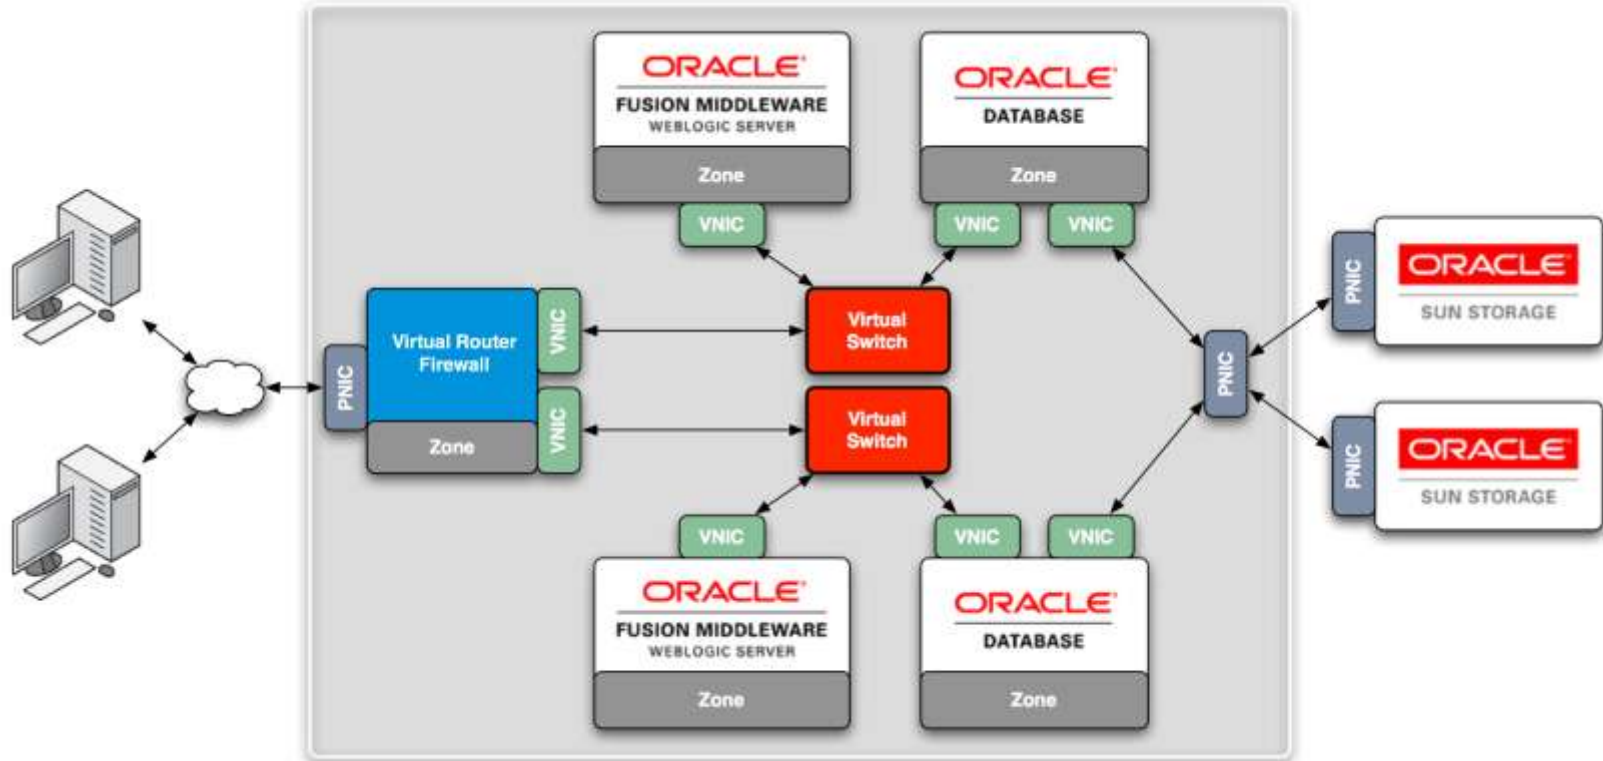 ORACLE
FUSION MIDDLEWARE
WEBLOGIC SERVER
Zone
VNIC
ORACLE
DATABASE
Zone
VNIC
VNIC
PNIC
Virtual Router
Firewall
Zone
VNIC
VNIC
Virtual
Switch
Virtual
Switch
PNIC
PNIC
ORACLE
SUN STORAGE
PNIC
ORACLE
SUN STORAGE
VNIC
ORACLE
FUSION MIDDLEWARE
WEBLOGIC SERVER
Zone
VNIC
VNIC
ORACLE
DATABASE
Zone